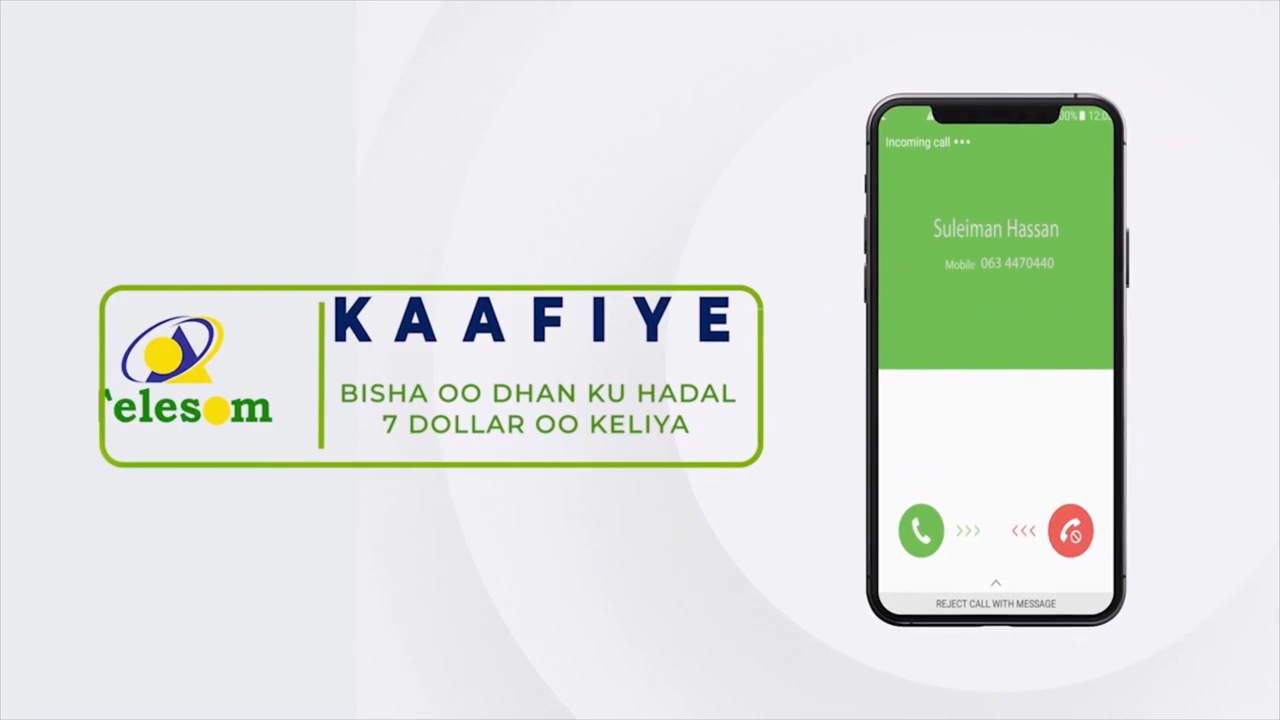 KAAFIYE
'elesom
BISHA OO DHAN KU HADAL
7 DOLLAR OO KELIYA
Incoming call •••
Suleiman Hassan
Mobile 063 4470440
REJECT CALL WITH MESSAGE